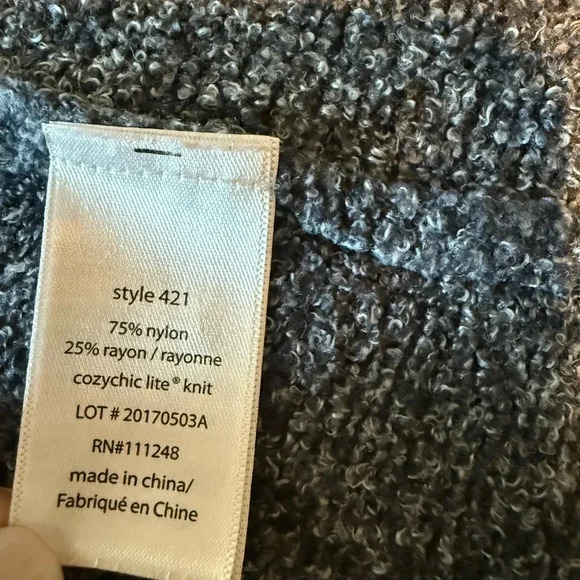 style 421
75% nylon
25% rayon / rayonne
cozychic lite® knit
LOT # 20170503A
RN#111248
made in china/
Fabriqué en Chine